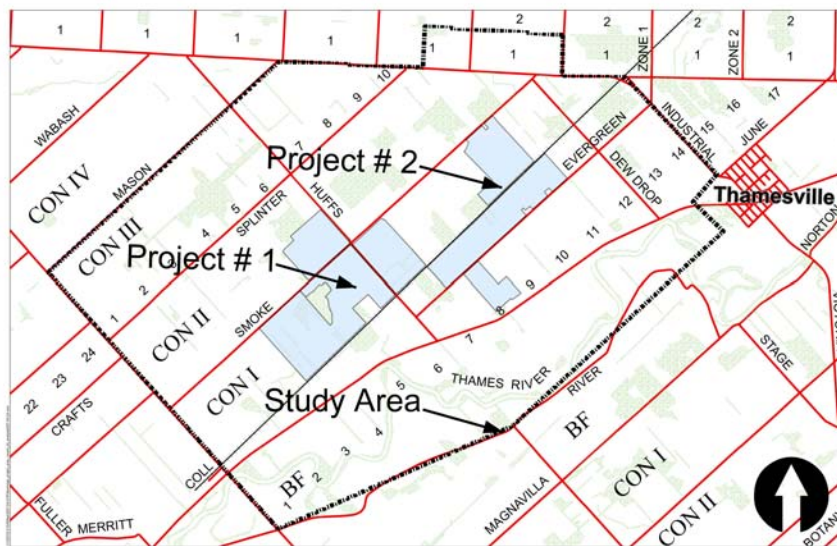 2 2 2 2
1 1 1 1 1 1 1 1 1
ZONE 1
ZONE 2
WABASH
MASON
CON IV
CON III
CON II
CON I
10
9
8
7
6
5
4
3
2
1
24
23
22
SPLINTER
HUFFS
Project # 2
EVERGREEN
INDUSTRIAL
17
16
15
14
13
12
11
10
9
8
7
6
5
4
3
2
1
JUNE
DEW DROP
Thamesville
NORTON
Project # 1
SMOKE
CRAFTS
THAMES RIVER
RIVER
STAGE
Study Area
COLL
BF
BF
CON I
CON II
MAGNAVILLA
FULLER
MERRITT
BOTAN